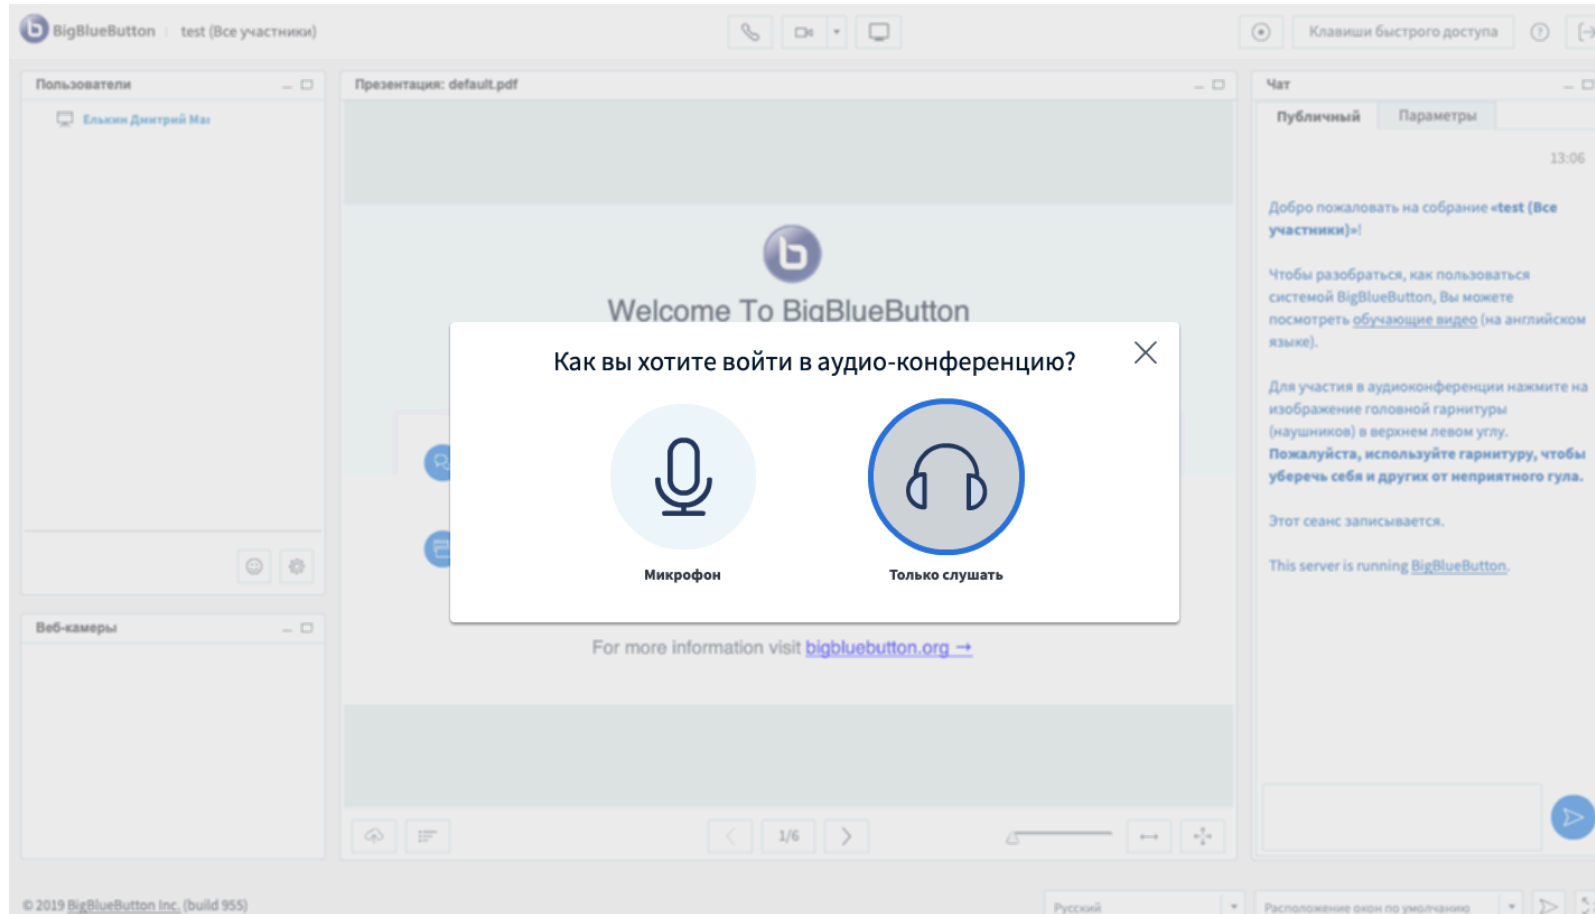 BigBlueButton
test (Все участники)
Клавиши быстрого доступа
Пользователи
Елькин Дмитрий Маı
Презентация: default.pdf
Welcome To BigBlueButton
Как вы хотите войти в аудио-конференцию?
Микрофон
Только слушать
For more information visit bigbluebutton.org →
1/6
Веб-камеры
Чат
Публичный
Параметры
13:06
Добро пожаловать на собрание «test (Все
участники)»!
Чтобы разобраться, как пользоваться
системой BigBlueButton, Вы можете
посмотреть обучающие видео (на английском
языке).
Для участия в аудиоконференции нажмите на
изображение головной гарнитуры
(наушников) в верхнем левом углу.
Пожалуйста, используйте гарнитуру, чтобы
уберечь себя и других от неприятного гула.
Этот сеанс записывается.
This server is running BigBlueButton.
© 2019 BigBlueButton Inc. (build 955)
Русский
Расположение окон по умолчанию